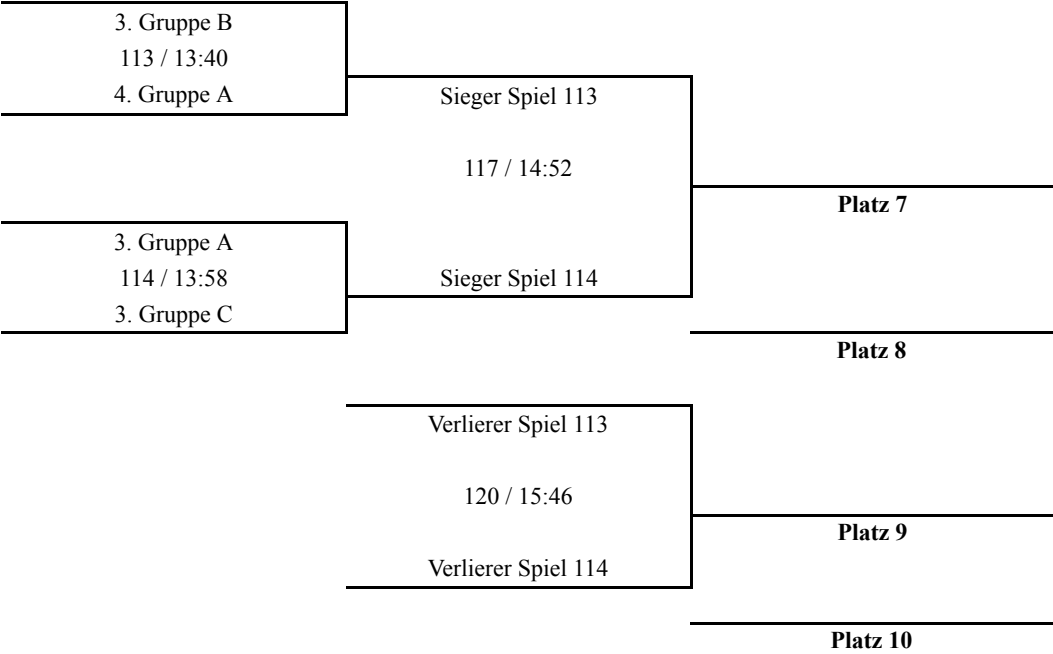 3. Gruppe B
113 / 13:40
4. Gruppe A
Sieger Spiel 113
117 / 14:52
Platz 7
3. Gruppe A
114 / 13:58
Sieger Spiel 114
3. Gruppe C
Platz 8
Verlierer Spiel 113
120 / 15:46
Platz 9
Verlierer Spiel 114
Platz 10